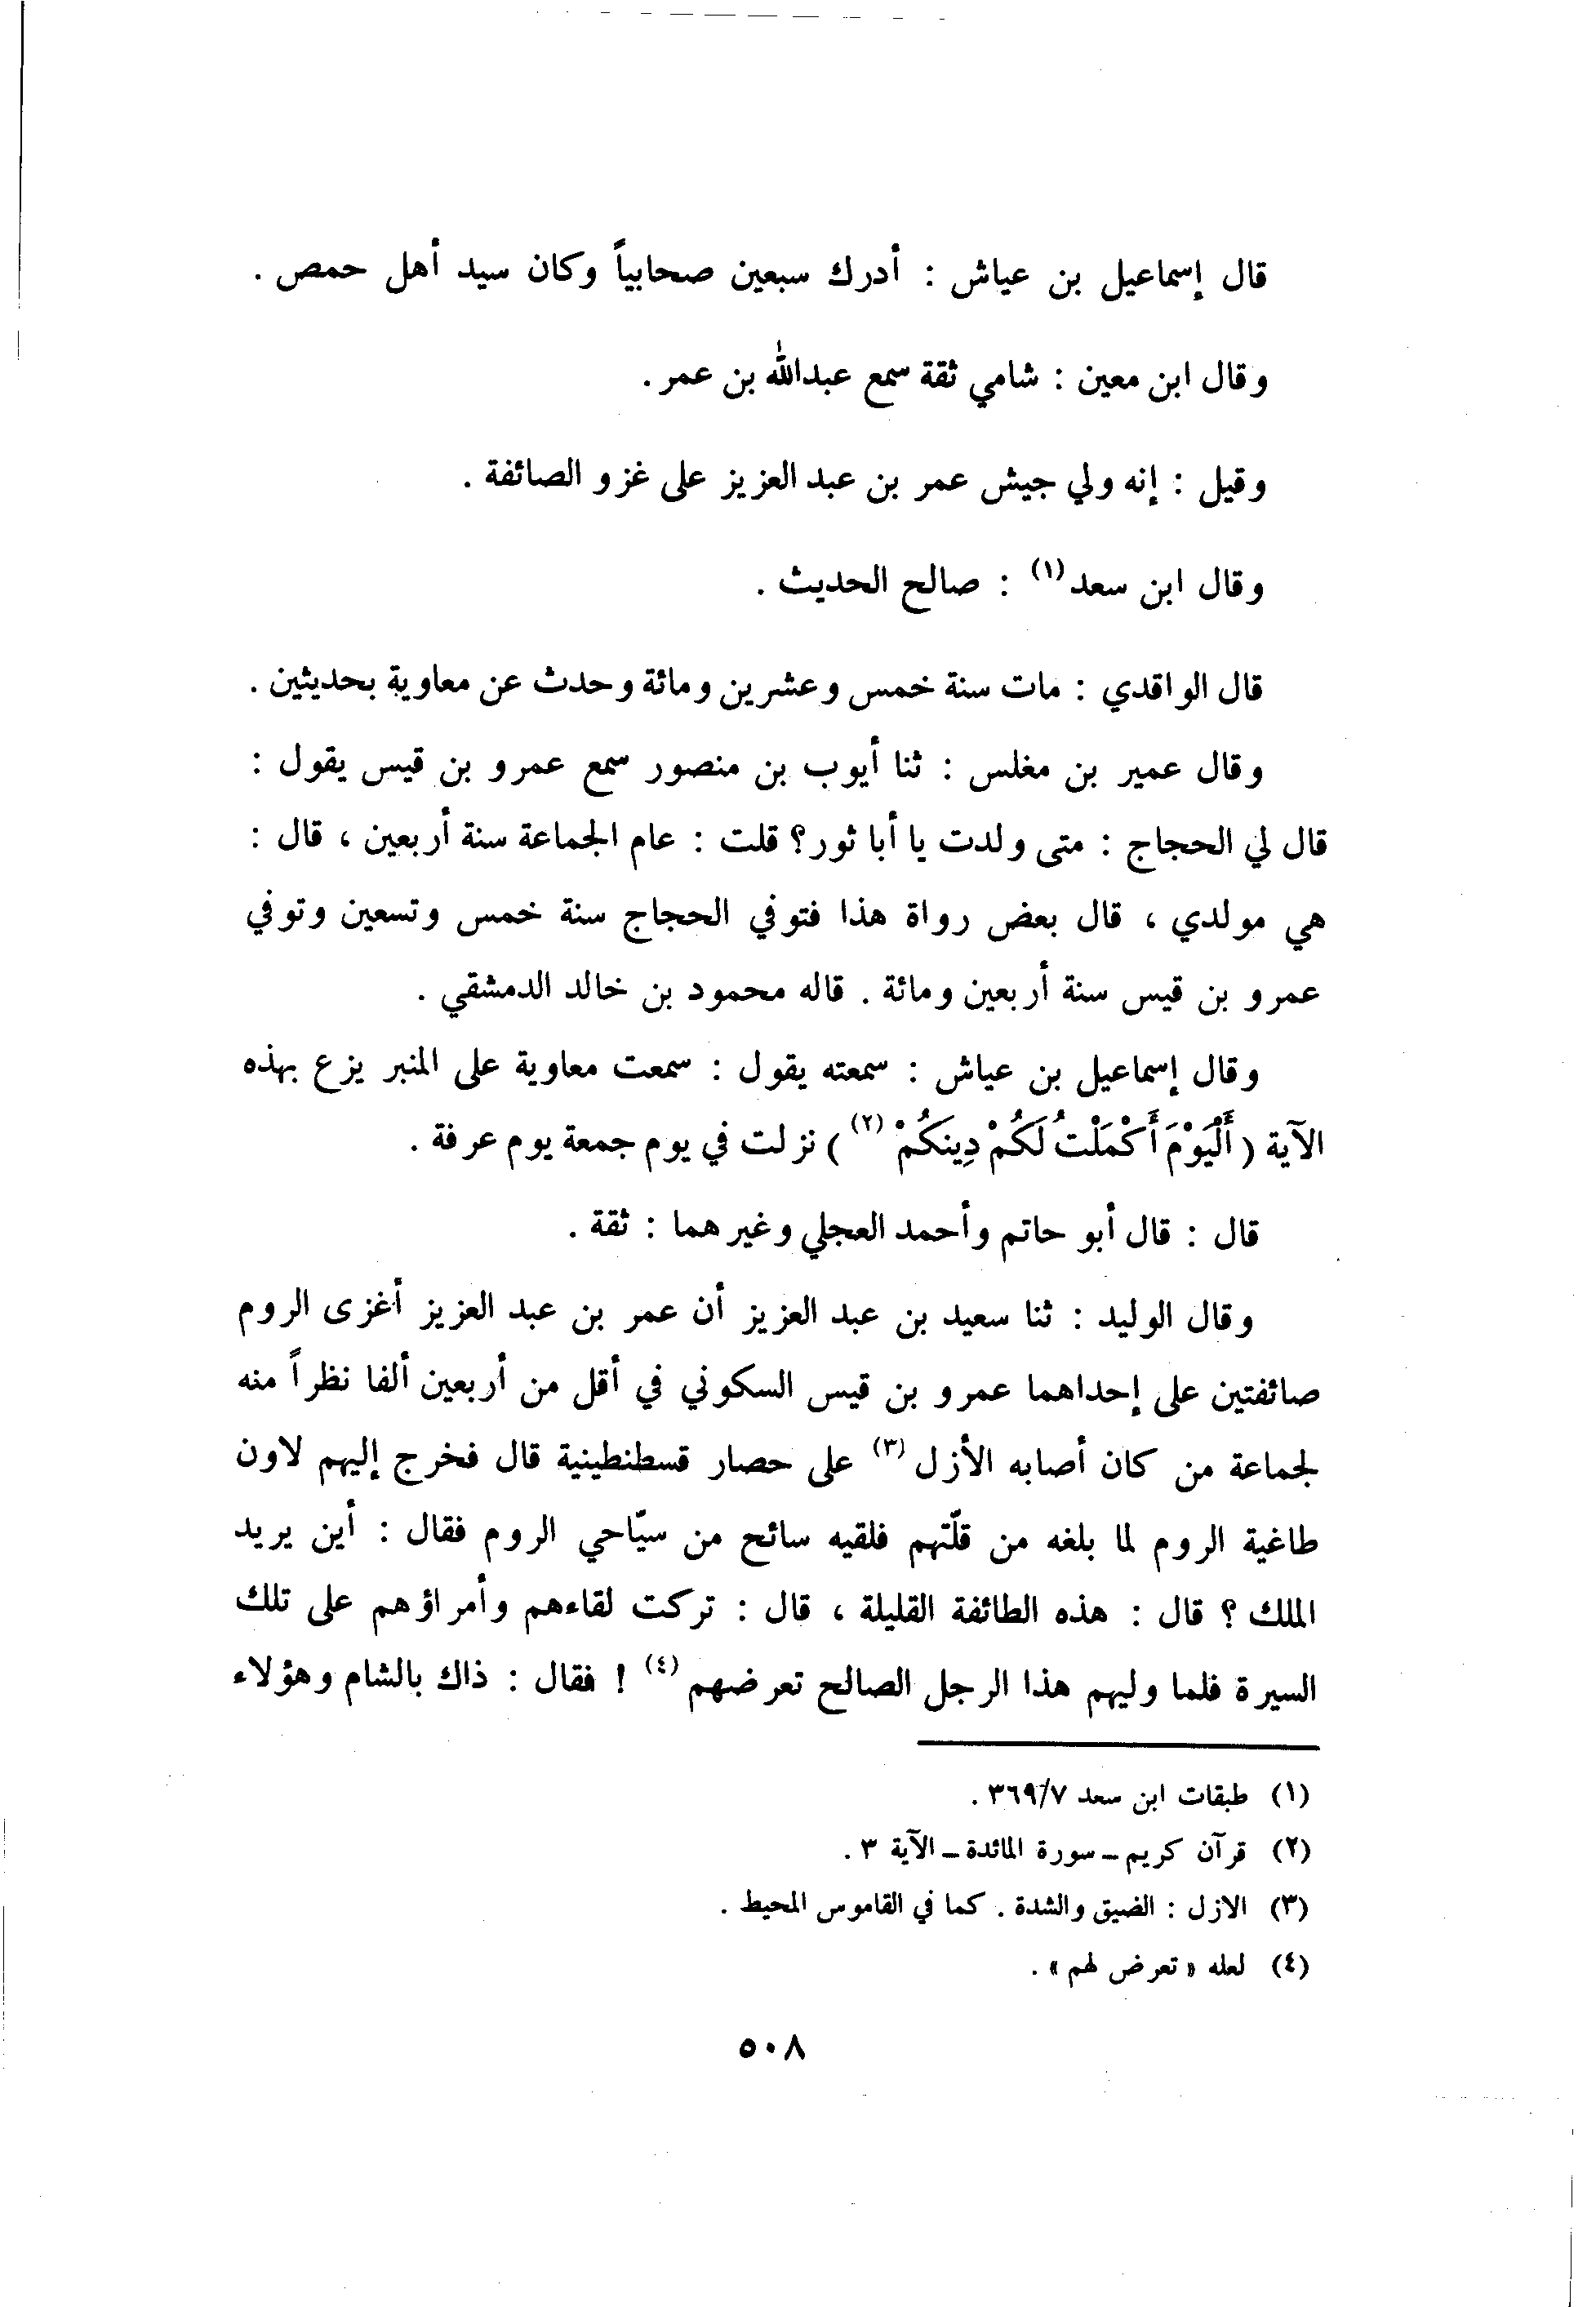 قال إسماعيل بن عياش : أدرك سبعين صحابياً وكان سيد أهل حمص .
وقال ابن معين : شامي ثقة سمع عبدالله بن عمر .
وقيل : إنه ولي جيش عمر بن عبد العزيز على غزو الصائفة .
وقال ابن سعد (١) : صالح الحديث .
قال الواقدي : مات سنة خمس وعشرين ومائة وحدث عن معاوية بحديثين .
وقال عمير بن مغلس : ثنا أيوب بن منصور سمع عمرو بن قيس يقول :
قال لي الحجاج : متى ولدت يا أبا ثور؟ قلت : عام الجماعة سنة أربعين ، قال :
هي مولدي ، قال بعض رواة هذا فتوفي الحجاج سنة خمس وتسعين وتوفي
عمرو بن قيس سنة أربعين ومائة . قاله محمود بن خالد الدمشقي .
وقال إسماعيل بن عياش : سمعته يقول : سمعت معاوية على المنبر يزع بهذه
الآية ( أَلْيَوْمَ أَكْمَلْتُ لَكُمْ دِينَكُمْ (٢) ) نزلت في يوم جمعة يوم عرفة .
قال : قال أبو حاتم وأحمد العجلي وغيرهما : ثقة .
وقال الوليد : ثنا سعيد بن عبد العزيز أن عمر بن عبد العزيز أغزى الروم
صائفتين على إحداهما عمرو بن قيس السكوني في أقل من أربعين ألفا نظراً منه
لجماعة من كان أصابه الأزل (٣) على حصار قسطنطينية قال فخرج إليهم لاون
طاغية الروم لما بلغه من قلّتهم فلقيه سائح من سيّاحي الروم فقال : أين يريد
الملك ؟ قال : هذه الطائفة القليلة ، قال : تركت لقاءهم وأمراؤهم على تلك
السيرة فلما وليهم هذا الرجل الصالح تعرضهم (٤) ! فقال : ذاك بالشام وهؤلاء
(١) طبقات ابن سعد ٣٦٩/٧ .
(٢) قرآن كريم - سورة المائدة - الآية ٣ .
(٣) الازل : الضيق والشدة . كما في القاموس المحيط .
(٤) لعله « تعرض لهم » .
٥٠٨